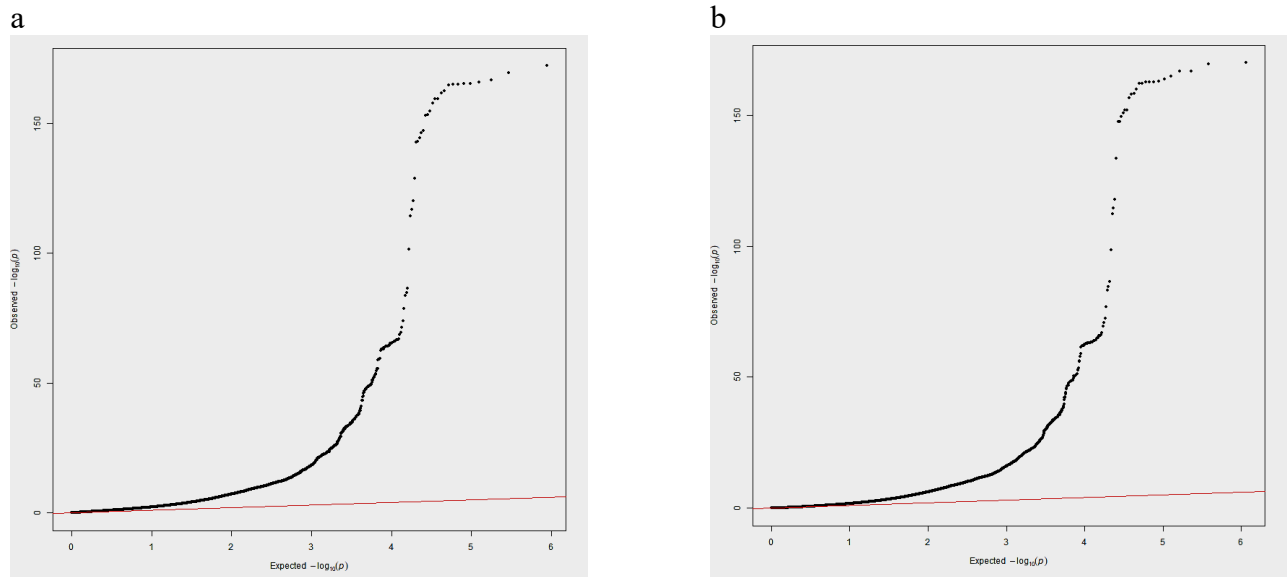 a
b
150
100
50
0
Observed −log₁₀(p)
0 1 2 3 4 5 6
Expected −log₁₀(p)
150
100
50
0
Observed −log₁₀(p)
0 1 2 3 4 5 6
Expected −log₁₀(p)